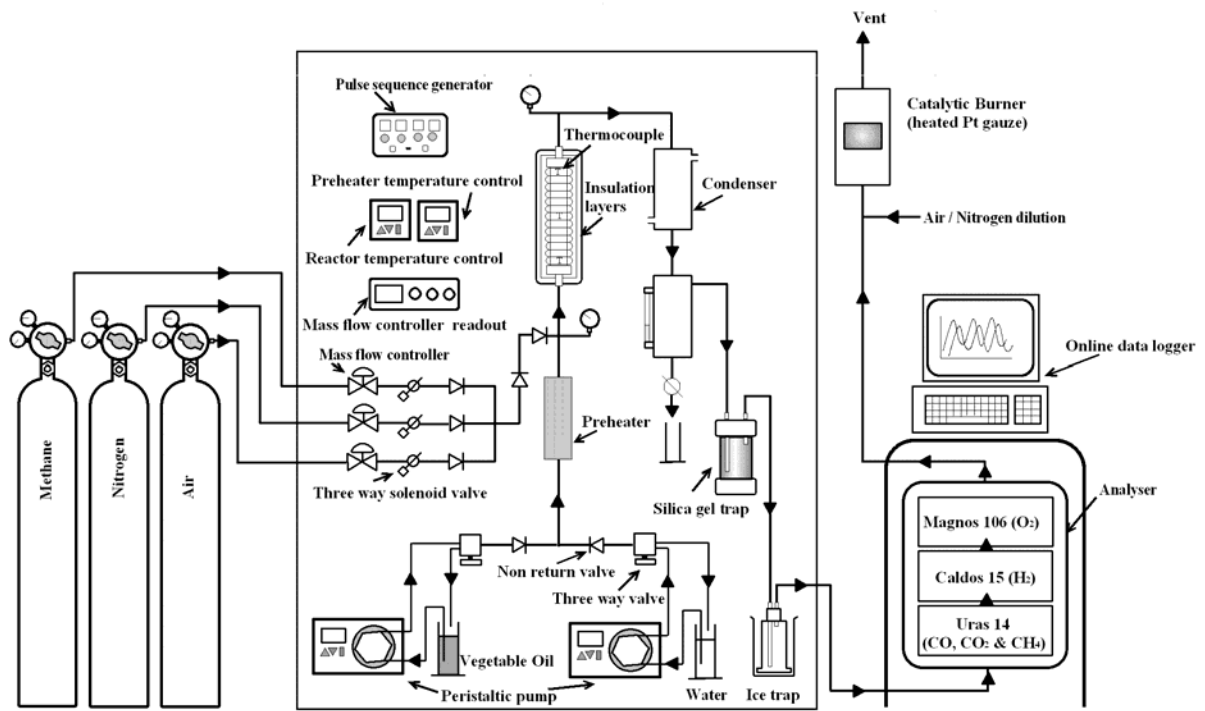 Vent
Pulse sequence generator
Catalytic Burner
(heated Pt gauze)
Thermocouple
Preheater temperature control
Insulation
layers
Condenser
Air / Nitrogen dilution
Reactor temperature control
Mass flow controller readout
Mass flow controller
Online data logger
Preheater
Methane
Nitrogen
Air
Three way solenoid valve
Silica gel trap
Analyser
Magnos 106 (O₂)
Non return valve
Caldos 15 (H₂)
Three way valve
Uras 14
(CO, CO₂ & CH₄)
Vegetable Oil
Peristaltic pump
Water
Ice trap